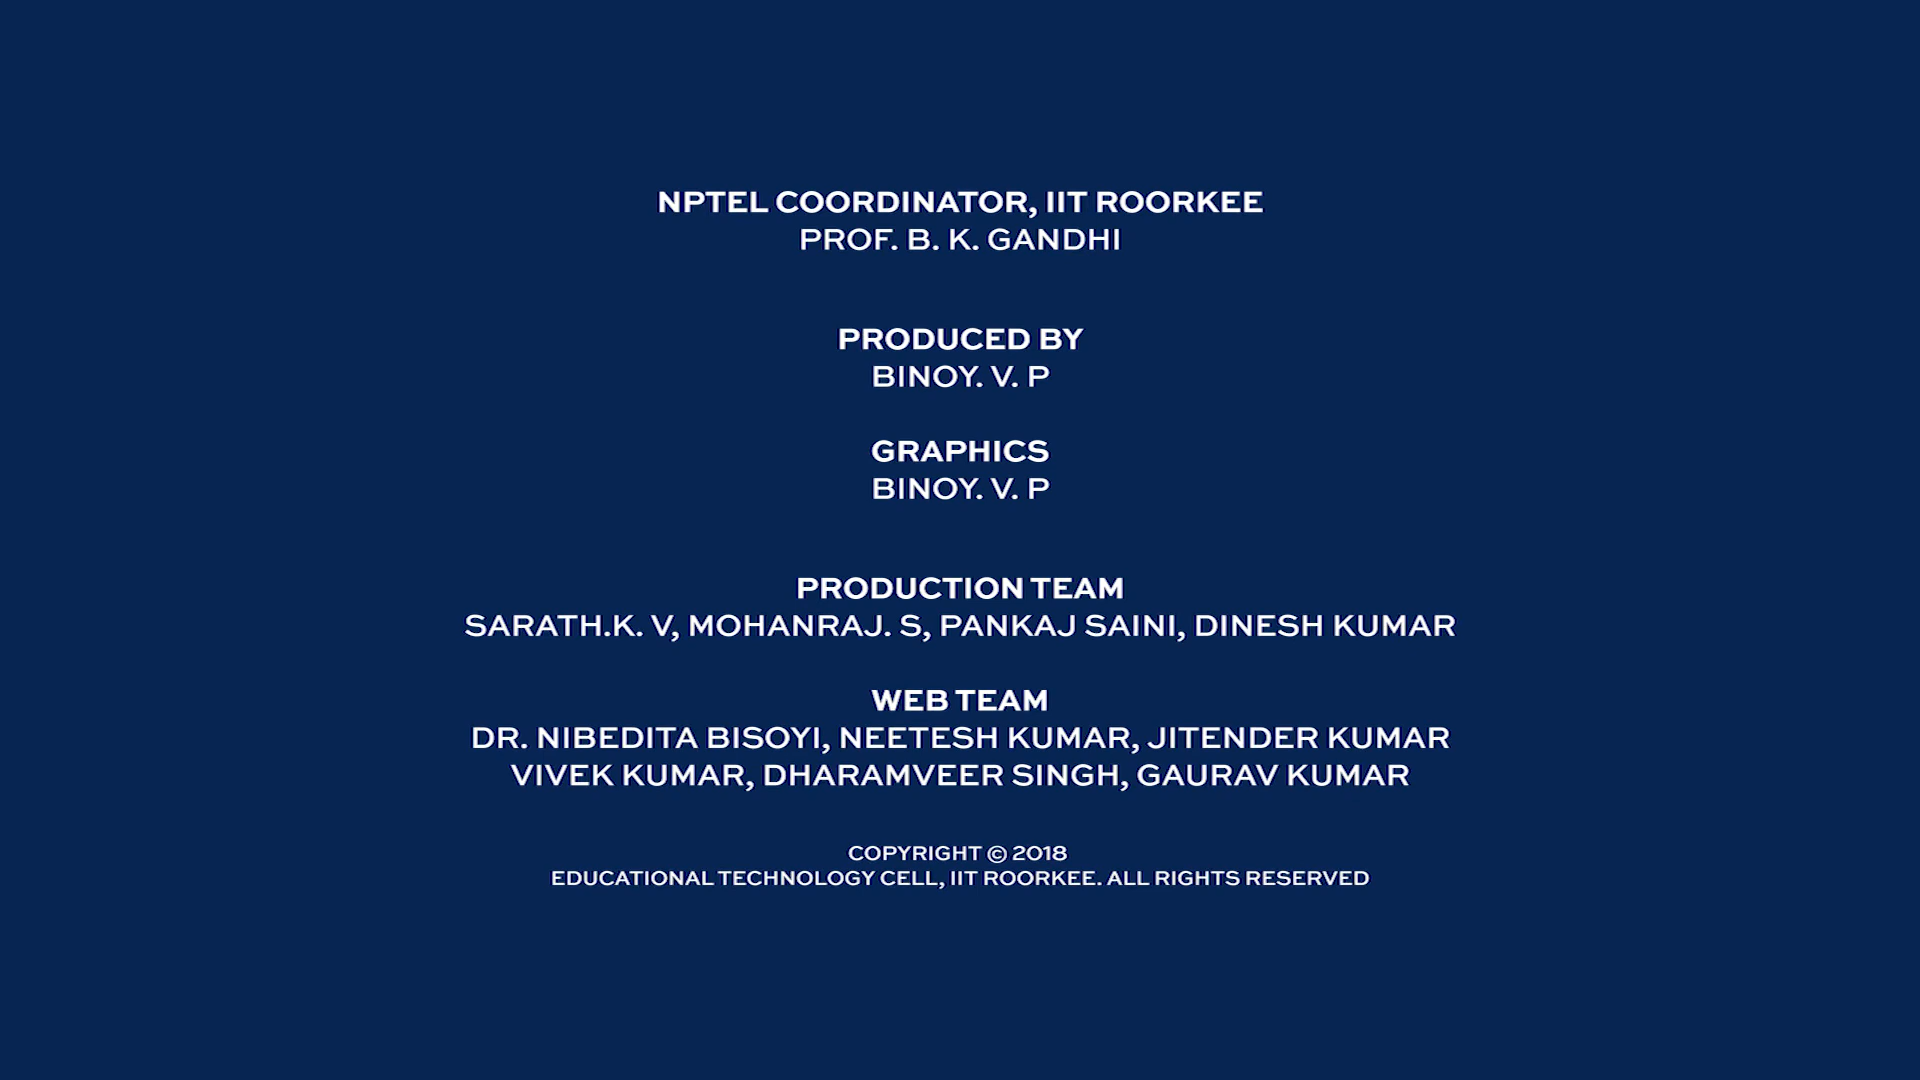 NPTEL COORDINATOR, IIT ROORKEE
PROF. B. K. GANDHI
PRODUCED BY
BINOY. V. P
GRAPHICS
BINOY. V. P
PRODUCTION TEAM
SARATH.K. V, MOHANRAJ. S, PANKAJ SAINI, DINESH KUMAR
WEB TEAM
DR. NIBEDITA BISOYI, NEETESH KUMAR, JITENDER KUMAR
VIVEK KUMAR, DHARAMVEER SINGH, GAURAV KUMAR
COPYRIGHT © 2018
EDUCATIONAL TECHNOLOGY CELL, IIT ROORKEE. ALL RIGHTS RESERVED